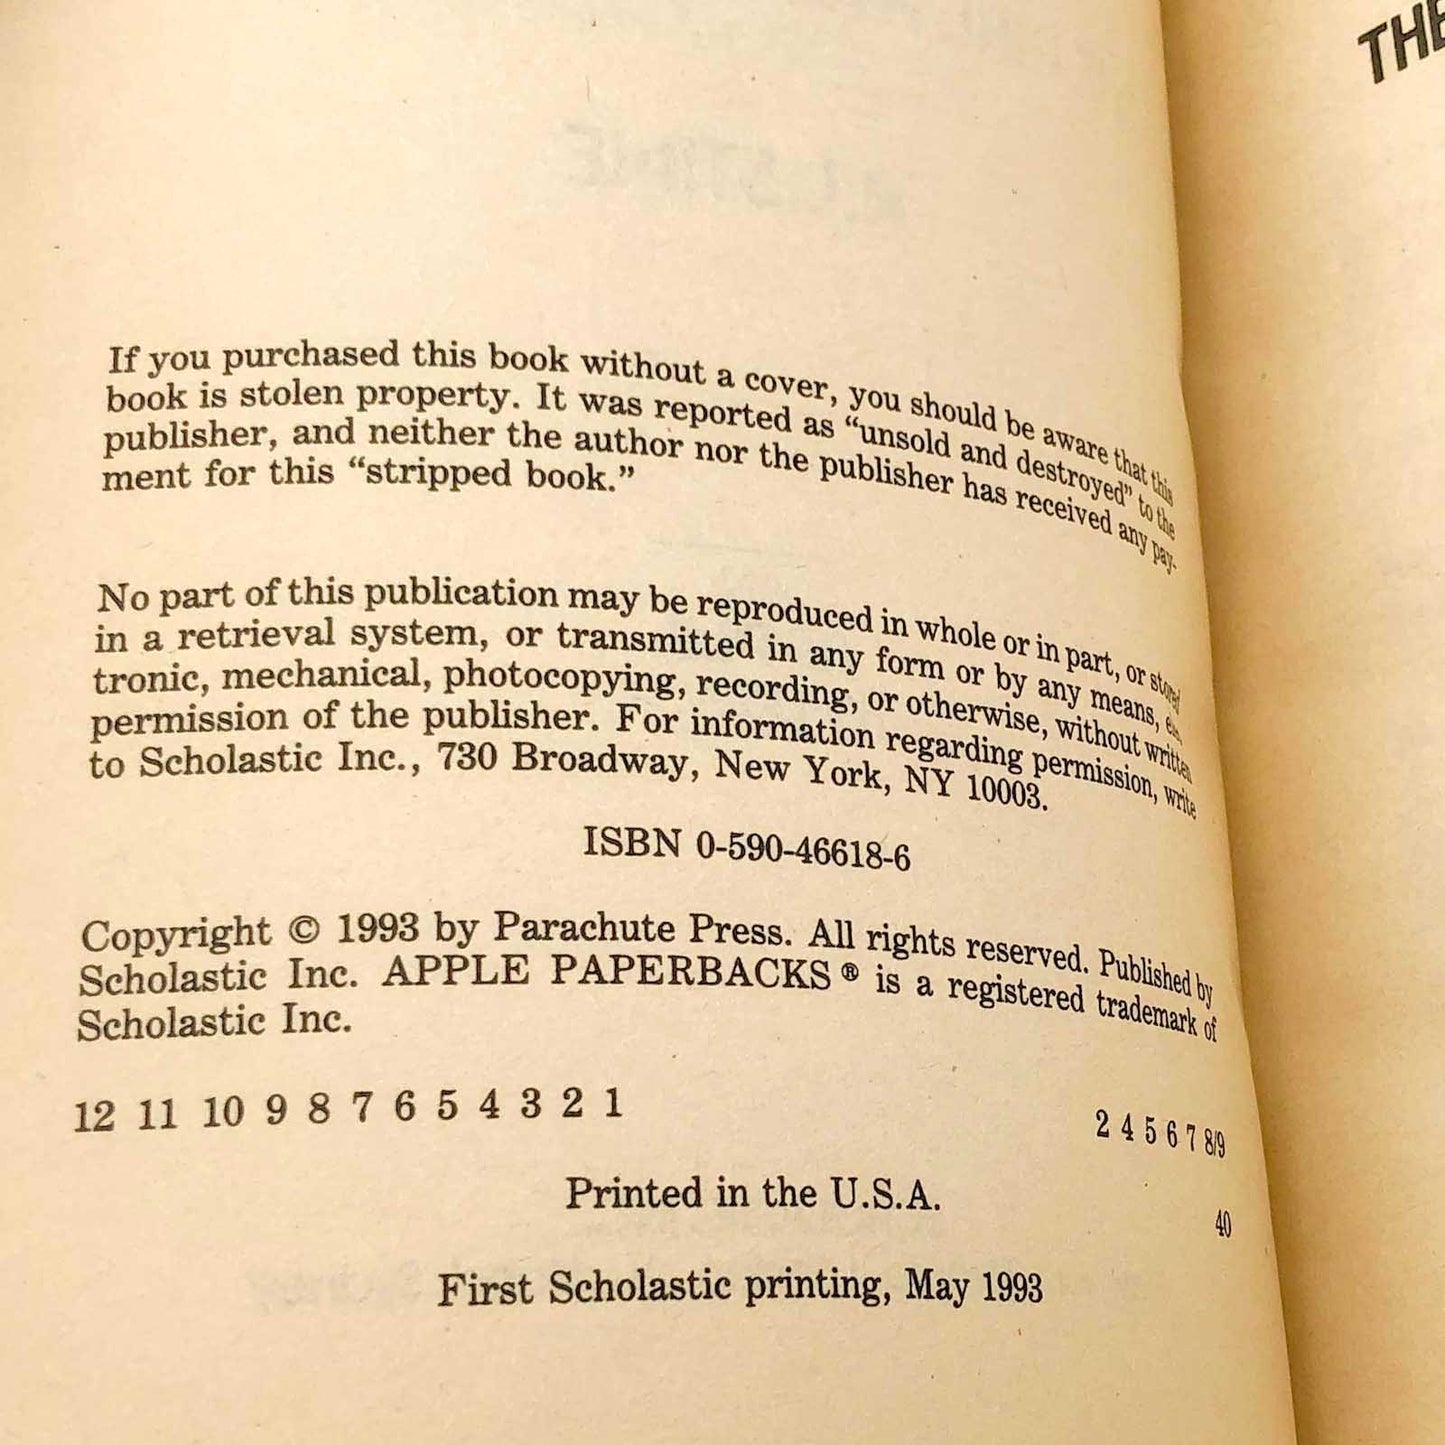 THE
If you purchased this book without a cover, you should be aware that this
book is stolen property. It was reported as “unsold and destroyed” to the
publisher, and neither the author nor the publisher has received any pay-
ment for this “stripped book.”
No part of this publication may be reproduced in whole or in part, or stored
in a retrieval system, or transmitted in any form or by any means,
tronic, mechanical, photocopying, recording, or otherwise, without written
permission of the publisher. For information regarding permission, write
to Scholastic Inc., 730 Broadway, New York, NY 10003.
ISBN 0-590-46618-6
Copyright © 1993 by Parachute Press. All rights reserved. Published by
Scholastic Inc. APPLE PAPERBACKS ® is a registered trademark of
Scholastic Inc.
12 11 10 9 8 7 6 5 4 3 2 1 2 4 5 6 7 8/9
Printed in the U.S.A. 40
First Scholastic printing, May 1993